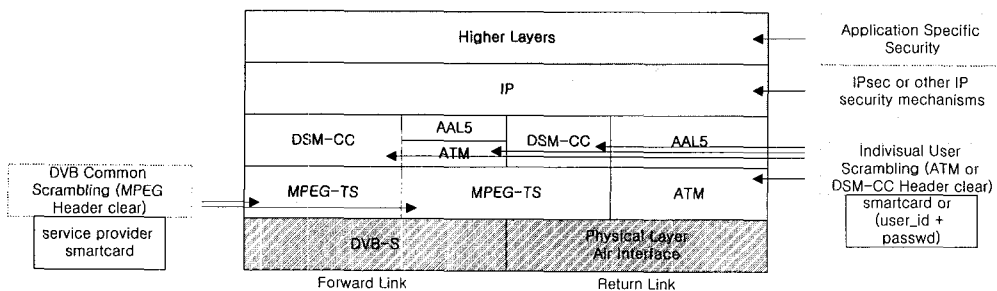 Higher Layers
Application Specific
Security
IP
IPsec or other IP
security mechanisms
DSM-CC
AAL5
ATM
DSM-CC
AAL5
DVB Common
Scrambling (MPEG
Header clear)
MPEG-TS
MPEG-TS
ATM
Indivisual User
Scrambling (ATM or
DSM-CC Header clear)
service provider
smartcard
smartcard or
(user_id +
passwd)
DVB-S
Physical Layer
Air Interface
Forward Link
Return Link